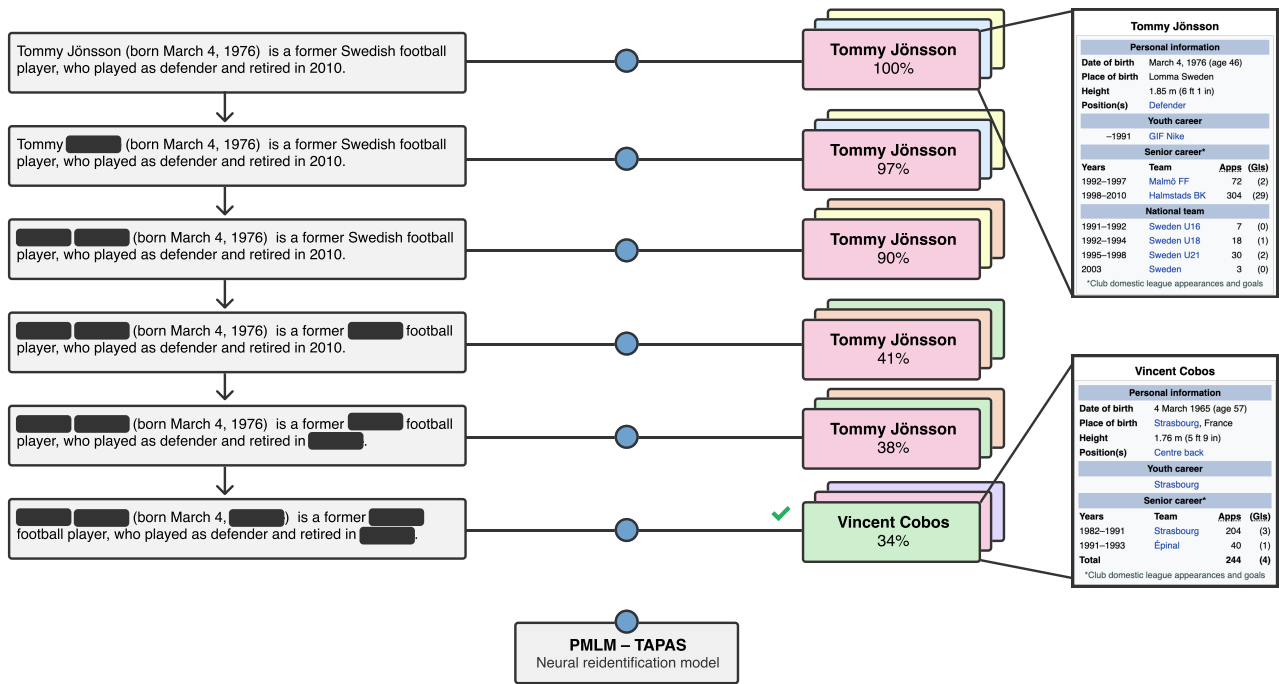 Tommy Jönsson (born March 4, 1976) is a former Swedish football
player, who played as defender and retired in 2010.
Tommy Jönsson
100%
Tommy (born March 4, 1976) is a former Swedish football
player, who played as defender and retired in 2010.
Tommy Jönsson
97%
(born March 4, 1976) is a former Swedish football
player, who played as defender and retired in 2010.
Tommy Jönsson
90%
(born March 4, 1976) is a former football
player, who played as defender and retired in 2010.
Tommy Jönsson
41%
(born March 4, 1976) is a former football
player, who played as defender and retired in .
Tommy Jönsson
38%
(born March 4, ) is a former
football player, who played as defender and retired in .
Vincent Cobos
34%
Tommy Jönsson
Personal information
Date of birth March 4, 1976 (age 46)
Place of birth Lomma Sweden
Height 1.85 m (6 ft 1 in)
Position(s) Defender
Youth career
–1991 GIF Nike
Senior career*
Years Team Apps (Gls)
1992–1997 Malmö FF 72 (2)
1998–2010 Halmstads BK 304 (29)
National team
1991–1992 Sweden U16 7 (0)
1992–1994 Sweden U18 18 (1)
1995–1998 Sweden U21 30 (2)
2003 Sweden 3 (0)
*Club domestic league appearances and goals
Vincent Cobos
Personal information
Date of birth 4 March 1965 (age 57)
Place of birth Strasbourg, France
Height 1.76 m (5 ft 9 in)
Position(s) Centre back
Youth career
Strasbourg
Senior career*
Years Team Apps (Gls)
1982–1991 Strasbourg 204 (3)
1991–1993 Épinal 40 (1)
Total 244 (4)
*Club domestic league appearances and goals
PMLM – TAPAS
Neural reidentification model